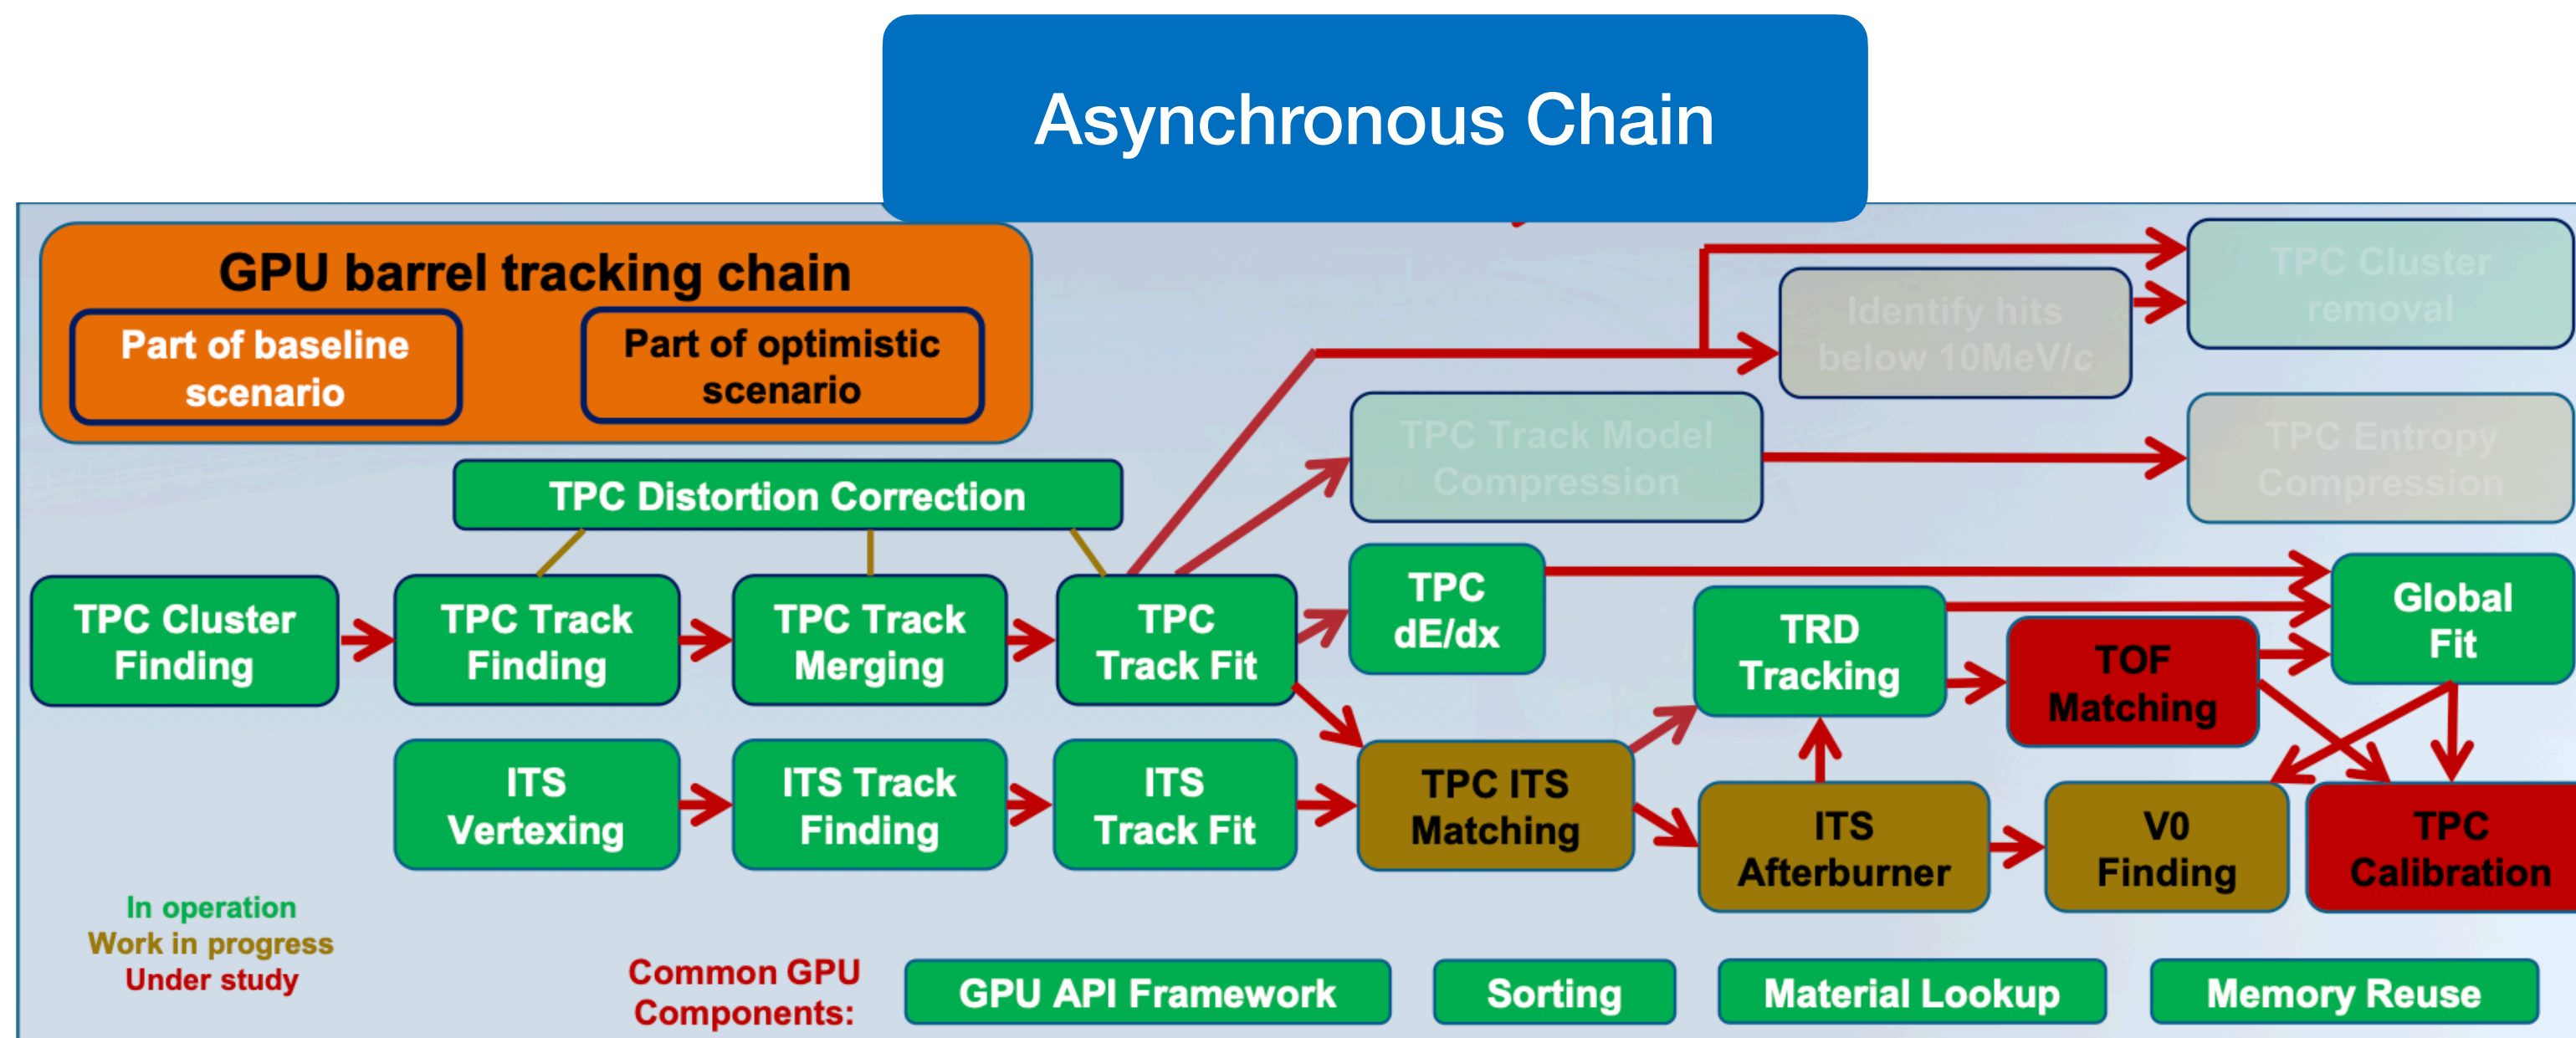 Asynchronous Chain
GPU barrel tracking chain
Part of baseline
scenario
Part of optimistic
scenario
TPC Cluster
removal
Identify hits
below 10MeV/c
TPC Track Model
Compression
TPC Entropy
Compression
TPC Distortion Correction
TPC Cluster
Finding
TPC Track
Finding
TPC Track
Merging
TPC
Track Fit
TPC
dE/dx
TRD
Tracking
TOF
Matching
Global
Fit
ITS
Vertexing
ITS Track
Finding
ITS
Track Fit
TPC ITS
Matching
ITS
Afterburner
V0
Finding
TPC
Calibration
In operation
Work in progress
Under study
Common GPU
Components:
GPU API Framework
Sorting
Material Lookup
Memory Reuse